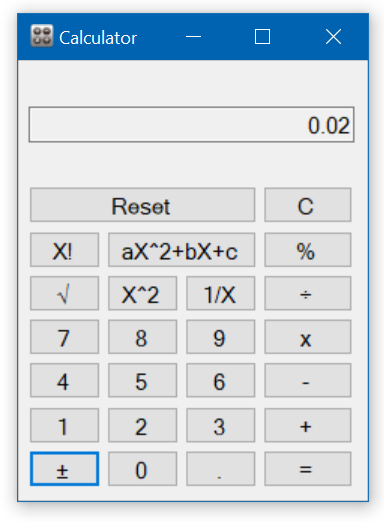 Calculator
0.02
Reset C
X! aX^2+bX+c %
√ X^2 1/X ÷
7 8 9 x
4 5 6 -
1 2 3 +
± 0 . =